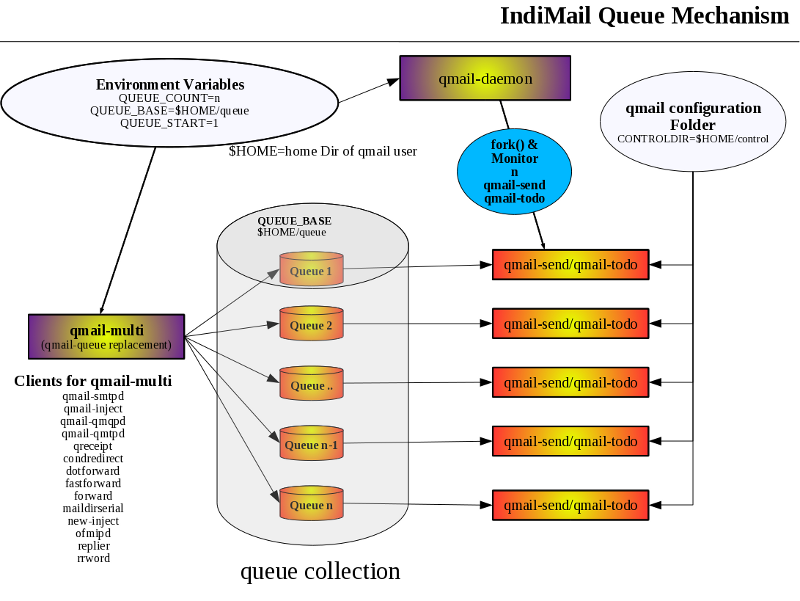 IndiMail Queue Mechanism
Environment Variables
QUEUE_COUNT=n
QUEUE_BASE=$HOME/queue
QUEUE_START=1
qmail-daemon
qmail configuration
Folder
CONTROLDIR=$HOME/control
$HOME=home Dir of qmail user
fork() &
Monitor
n
qmail-send
qmail-todo
QUEUE_BASE
$HOME/queue
Queue 1
qmail-send/qmail-todo
Queue 2
qmail-send/qmail-todo
qmail-multi
(qmail-queue replacement)
Queue ..
qmail-send/qmail-todo
Queue n-1
qmail-send/qmail-todo
Queue n
qmail-send/qmail-todo
Clients for qmail-multi
qmail-smtpd
qmail-inject
qmail-qmqpd
qmail-qmtpd
qreceipt
condredirect
dotforward
fastforward
forward
maildirserial
new-inject
ofmipd
replier
rrword
queue collection